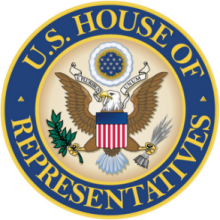 U.S. HOUSE OF
REPRESENTATIVES